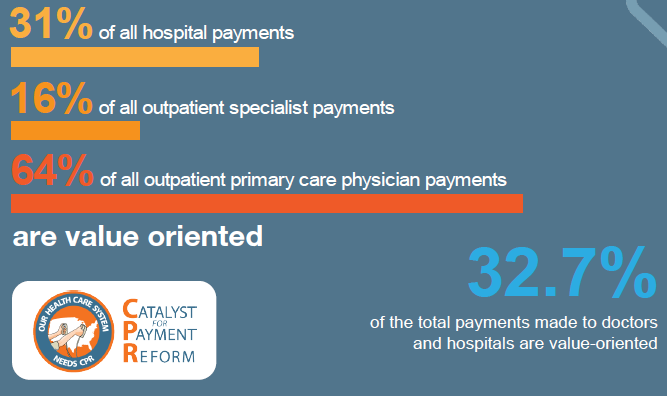 31% of all hospital payments
16% of all outpatient specialist payments
64% of all outpatient primary care physician payments
are value oriented
32.7%
of the total payments made to doctors
and hospitals are value-oriented
OUR HEALTH CARE SYSTEM
NEEDS CPR
CATALYST
FOR
PAYMENT
REFORM